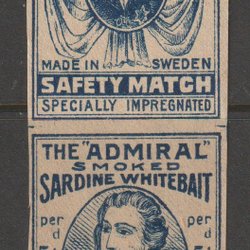 MADE IN SWEDEN
SAFETY MATCH
SPECIALLY IMPREGNATED
THE "ADMIRAL"
SMOKED
SARDINE WHITEBAIT
per per
d d